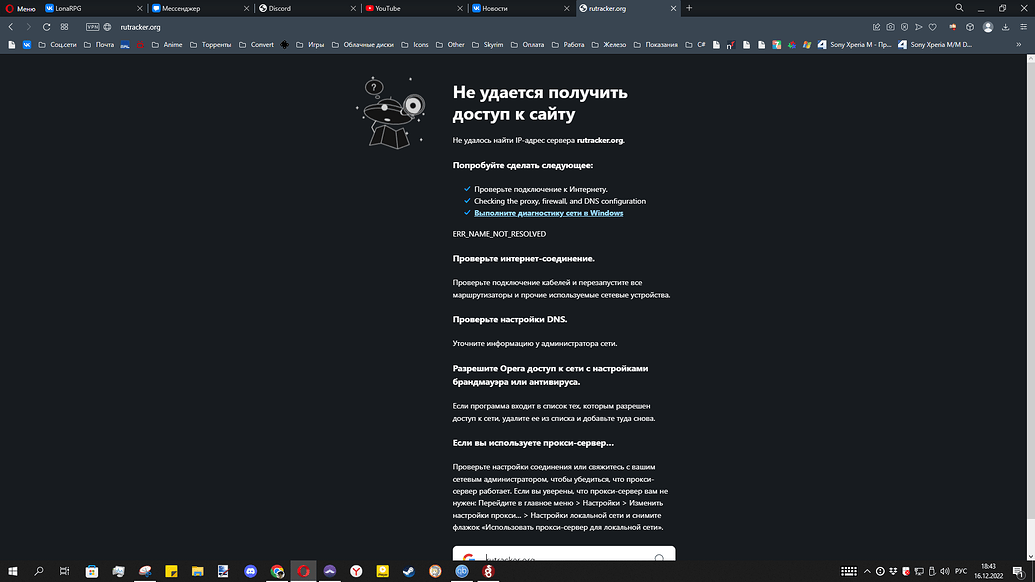 Меню
LonaRPG
Мессенджер
Discord
YouTube
Новости
rutracker.org
VPN
rutracker.org
Соц.сети
Почта
Anime
Торренты
Convert
Игры
Облачные диски
Icons
Other
Skyrim
Оплата
Работа
Железо
Показания
C#
Sony Xperia M - Пр...
Sony Xperia M/M D...
Не удается получить
доступ к сайту
Не удалось найти IP-адрес сервера rutracker.org.
Попробуйте сделать следующее:
Проверьте подключение к Интернету.
Checking the proxy, firewall, and DNS configuration
Выполните диагностику сети в Windows
ERR_NAME_NOT_RESOLVED
Проверьте интернет-соединение.
Проверьте подключение кабелей и перезапустите все
маршрутизаторы и прочие используемые сетевые устройства.
Проверьте настройки DNS.
Уточните информацию у администратора сети.
Разрешите Opera доступ к сети с настройками
брандмауэра или антивируса.
Если программа входит в список тех, которым разрешен
доступ к сети, удалите ее из списка и добавьте туда снова.
Если вы используете прокси-сервер...
Проверьте настройки соединения или свяжитесь с вашим
сетевым администратором, чтобы убедиться, что прокси-
сервер работает. Если вы уверены, что прокси-сервер вам не
нужен: Перейдите в главное меню > Настройки > Изменить
настройки прокси... > Настройки локальной сети и снимите
флажок «Использовать прокси-сервер для локальной сети».
rutracker.org
РУС
18:43
16.12.2022